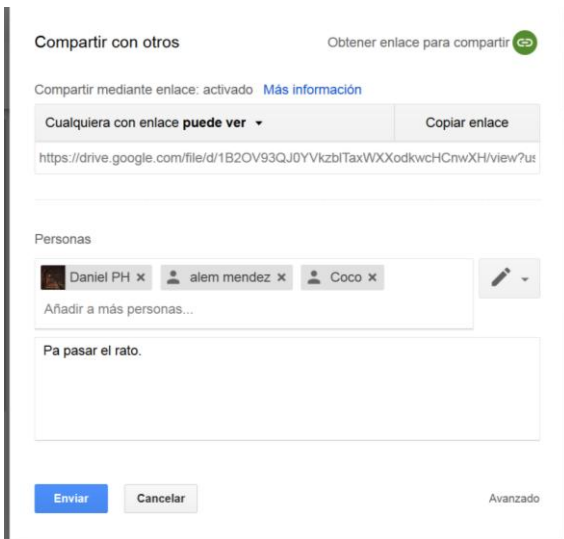 Compartir con otros
Obtener enlace para compartir
Compartir mediante enlace: activado Más información
Cualquiera con enlace puede ver
Copiar enlace
https://drive.google.com/file/d/1B2OV93QJ0YVkzblTaxWXXodkwcHCnwXH/view?us
Personas
Daniel PH × alem mendez × Coco ×
Añadir a más personas...
Pa pasar el rato.
Enviar
Cancelar
Avanzado